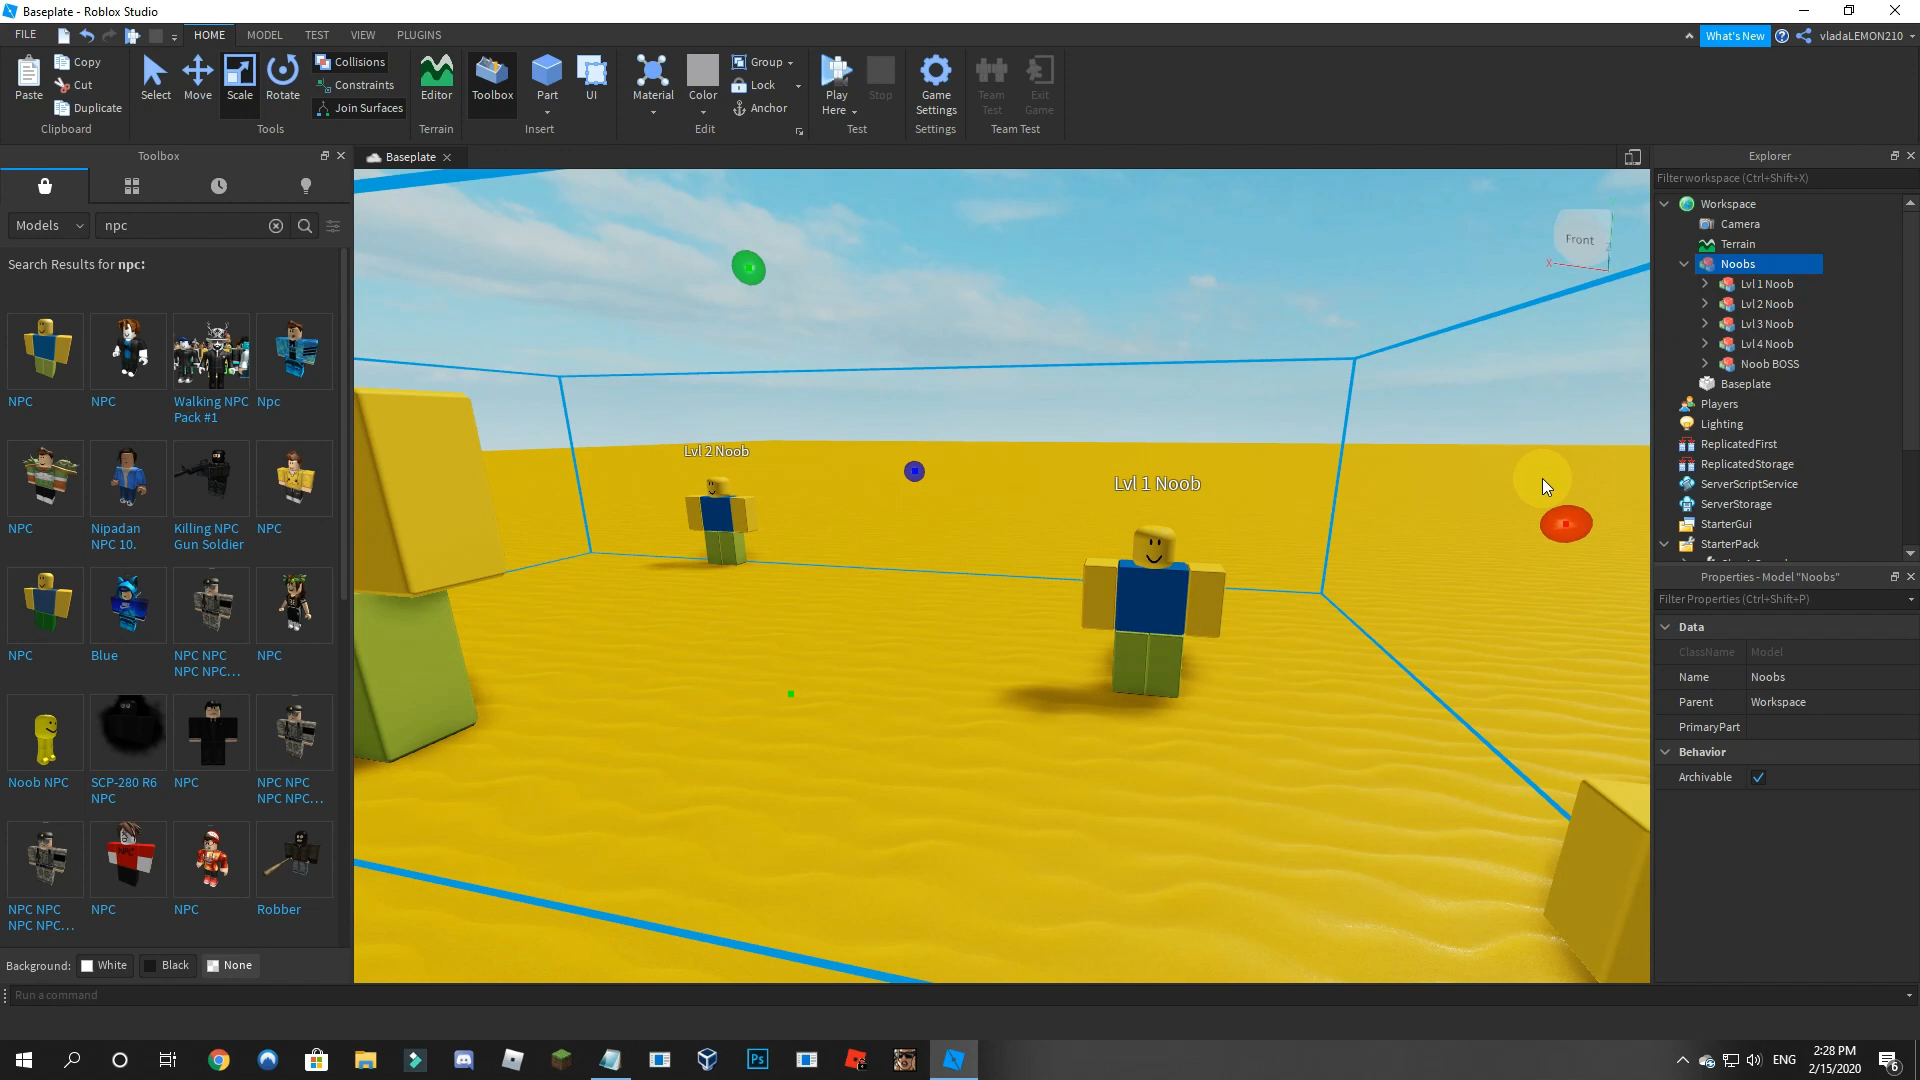 Baseplate - Roblox Studio
FILE HOME MODEL TEST VIEW PLUGINS What's New vladaLEMON210
Paste Copy Cut Duplicate Clipboard
Select Move Scale Rotate Collisions Constraints Join Surfaces Tools
Editor Terrain
Toolbox Part UI Insert
Material Color Group Lock Anchor Edit
Play Here Stop Test
Game Settings Settings
Team Test Exit Game Team Test
Toolbox
Models npc
Search Results for npc:
NPC NPC Walking NPC Pack #1 Npc
NPC Nipadan NPC 10. Killing NPC Gun Soldier NPC
NPC Blue NPC NPC NPC NPC… NPC
Noob NPC SCP-280 R6 NPC NPC NPC NPC NPC NPC…
NPC NPC NPC NPC… NPC NPC Robber
Background: White Black None
Run a command
Baseplate
Front
X
Z
Lvl 2 Noob
Lvl 1 Noob
Explorer
Filter workspace (Ctrl+Shift+X)
Workspace
Camera
Terrain
Noobs
Lvl 1 Noob
Lvl 2 Noob
Lvl 3 Noob
Lvl 4 Noob
Noob BOSS
Baseplate
Players
Lighting
ReplicatedFirst
ReplicatedStorage
ServerScriptService
ServerStorage
StarterGui
StarterPack
Properties - Model "Noobs"
Filter Properties (Ctrl+Shift+P)
Data
ClassName Model
Name Noobs
Parent Workspace
PrimaryPart
Behavior
Archivable
Ps
ENG
2:28 PM
2/15/2020
6